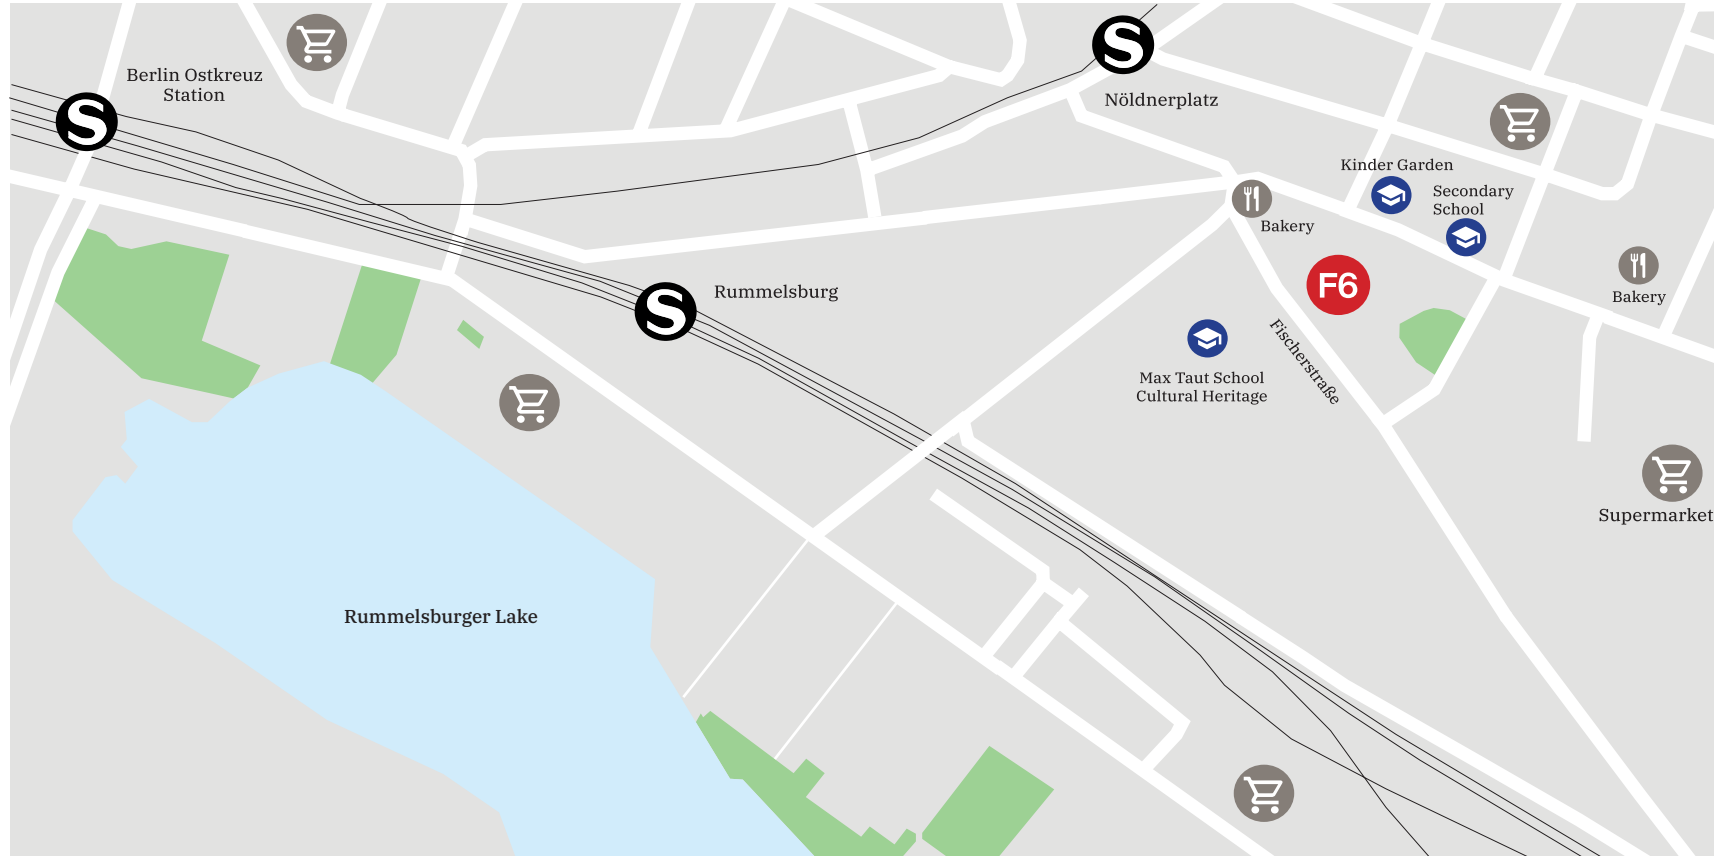 S
Nöldnerplatz
Berlin Ostkreuz
Station
S
Kinder Garden
Secondary
School
Bakery
F6
Bakery
Rummelsburg
S
Fischerstraße
Max Taut School
Cultural Heritage
Supermarket
Rummelsburger Lake